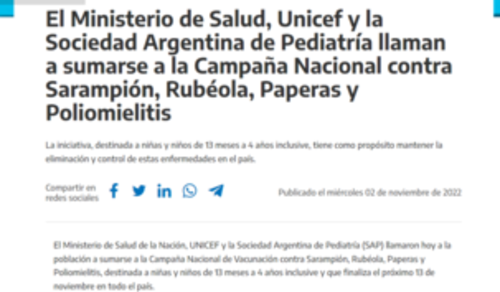 El Ministerio de Salud, Unicef y la
Sociedad Argentina de Pediatría llaman
a sumarse a la Campaña Nacional contra
Sarampión, Rubéola, Paperas y
Poliomielitis
La iniciativa, destinada a niñas y niños de 13 meses a 4 años inclusive, tiene como propósito mantener la
eliminación y control de estas enfermedades en el país.
Compartir en
redes sociales
Publicado el miércoles 02 de noviembre de 2022
El Ministerio de Salud de la Nación, UNICEF y la Sociedad Argentina de Pediatría (SAP) llamaron hoy a la
población a sumarse a la Campaña Nacional de Vacunación contra Sarampión, Rubéola, Paperas y
Poliomielitis, destinada a niñas y niños de 13 meses a 4 años inclusive y que finaliza el próximo 13 de
noviembre en todo el país.